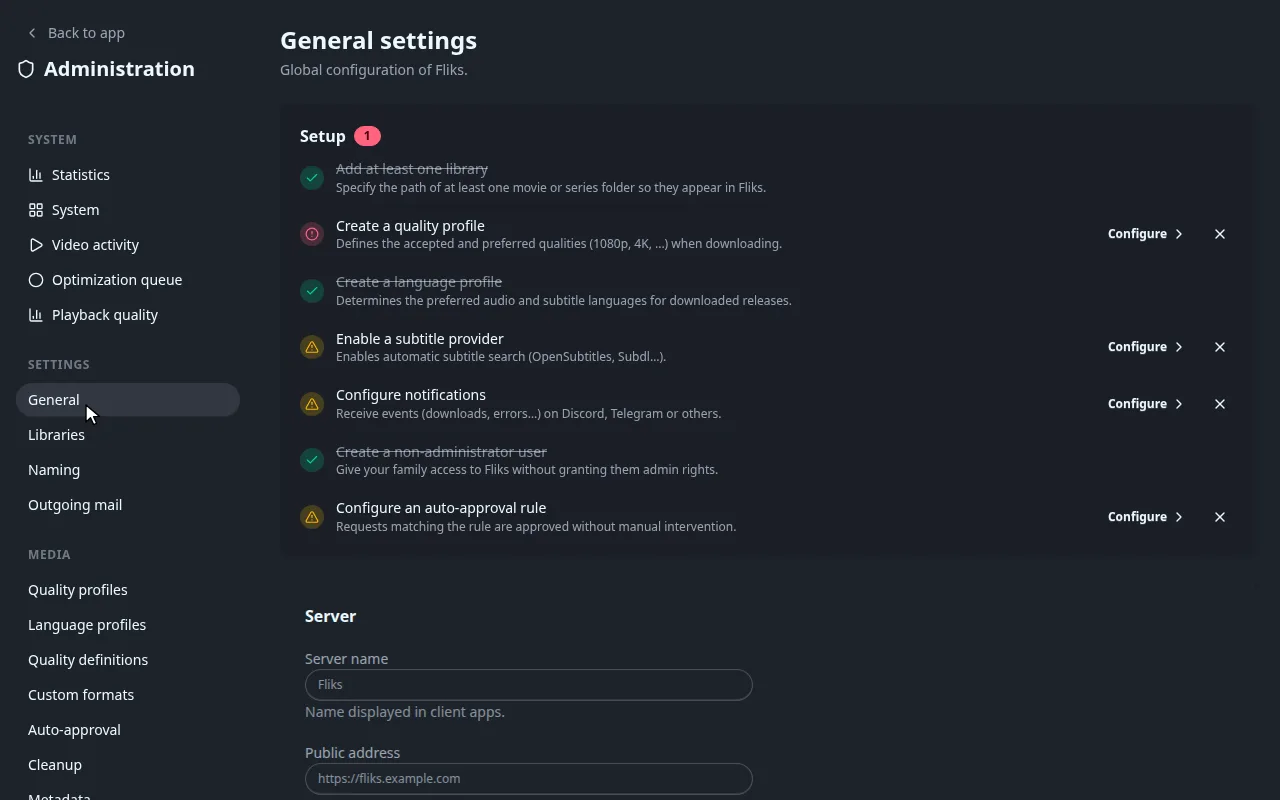 Back to app
Administration
SYSTEM
Statistics
System
Video activity
Optimization queue
Playback quality
SETTINGS
General
Libraries
Naming
Outgoing mail
MEDIA
Quality profiles
Language profiles
Quality definitions
Custom formats
Auto-approval
Cleanup
Metadata
General settings
Global configuration of Fliks.
Setup 1
Add at least one library
Specify the path of at least one movie or series folder so they appear in Fliks.
Create a quality profile
Defines the accepted and preferred qualities (1080p, 4K, ...) when downloading.
Configure
Create a language profile
Determines the preferred audio and subtitle languages for downloaded releases.
Enable a subtitle provider
Enables automatic subtitle search (OpenSubtitles, Subdl...).
Configure
Configure notifications
Receive events (downloads, errors...) on Discord, Telegram or others.
Configure
Create a non-administrator user
Give your family access to Fliks without granting them admin rights.
Configure an auto-approval rule
Requests matching the rule are approved without manual intervention.
Configure
Server
Server name
Fliks
Name displayed in client apps.
Public address
https://fliks.example.com